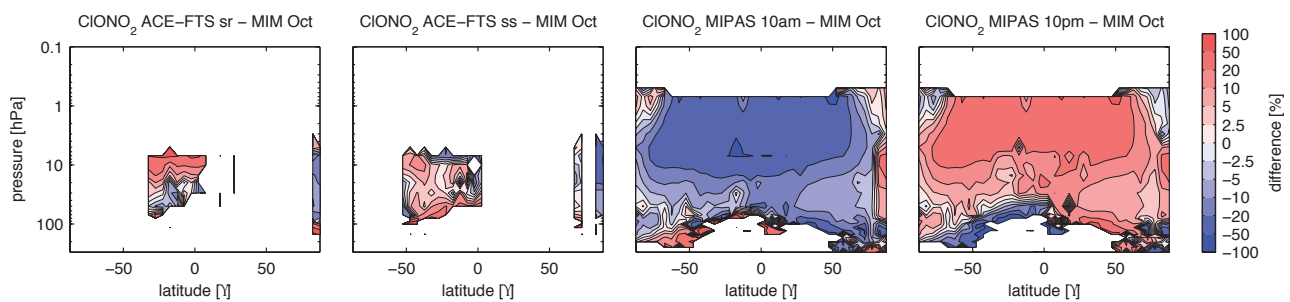 ClONO₂ ACE−FTS sr − MIM Oct
ClONO₂ ACE−FTS ss − MIM Oct
ClONO₂ MIPAS 10am − MIM Oct
ClONO₂ MIPAS 10pm − MIM Oct
pressure [hPa]
0.1
1
10
100
−50 0 50
−50 0 50
−50 0 50
−50 0 50
latitude [Ɣ]
latitude [Ɣ]
latitude [Ɣ]
latitude [Ɣ]
100
50
20
10
5
2.5
0
−2.5
−5
−10
−20
−50
−100
difference [%]